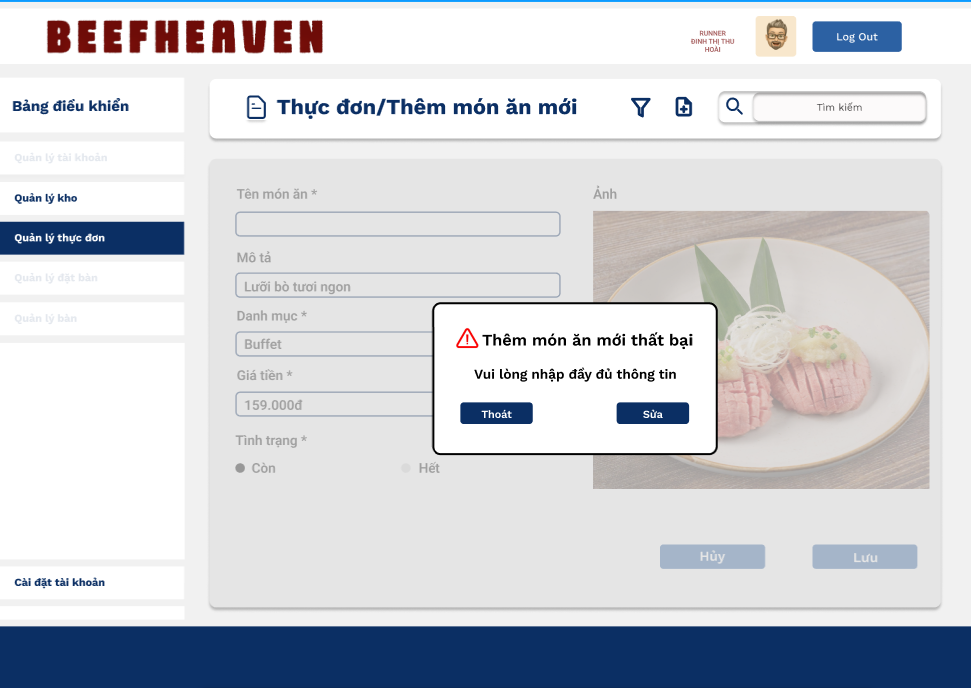 BEEFHEAVEN
RUNNER
ĐINH THỊ THU
HOÀI
Log Out
Bảng điều khiển
Quản lý tài khoản
Quản lý kho
Quản lý thực đơn
Quản lý đặt bàn
Quản lý bàn
Cài đặt tài khoản
Thực đơn/Thêm món ăn mới
Tìm kiếm
Tên món ăn *
Ảnh
Mô tả
Lưỡi bò tươi ngon
Danh mục *
Buffet
Giá tiền *
159.000đ
Tình trạng *
Còn
Hết
Thêm món ăn mới thất bại
Vui lòng nhập đầy đủ thông tin
Thoát
Sửa
Hủy
Lưu